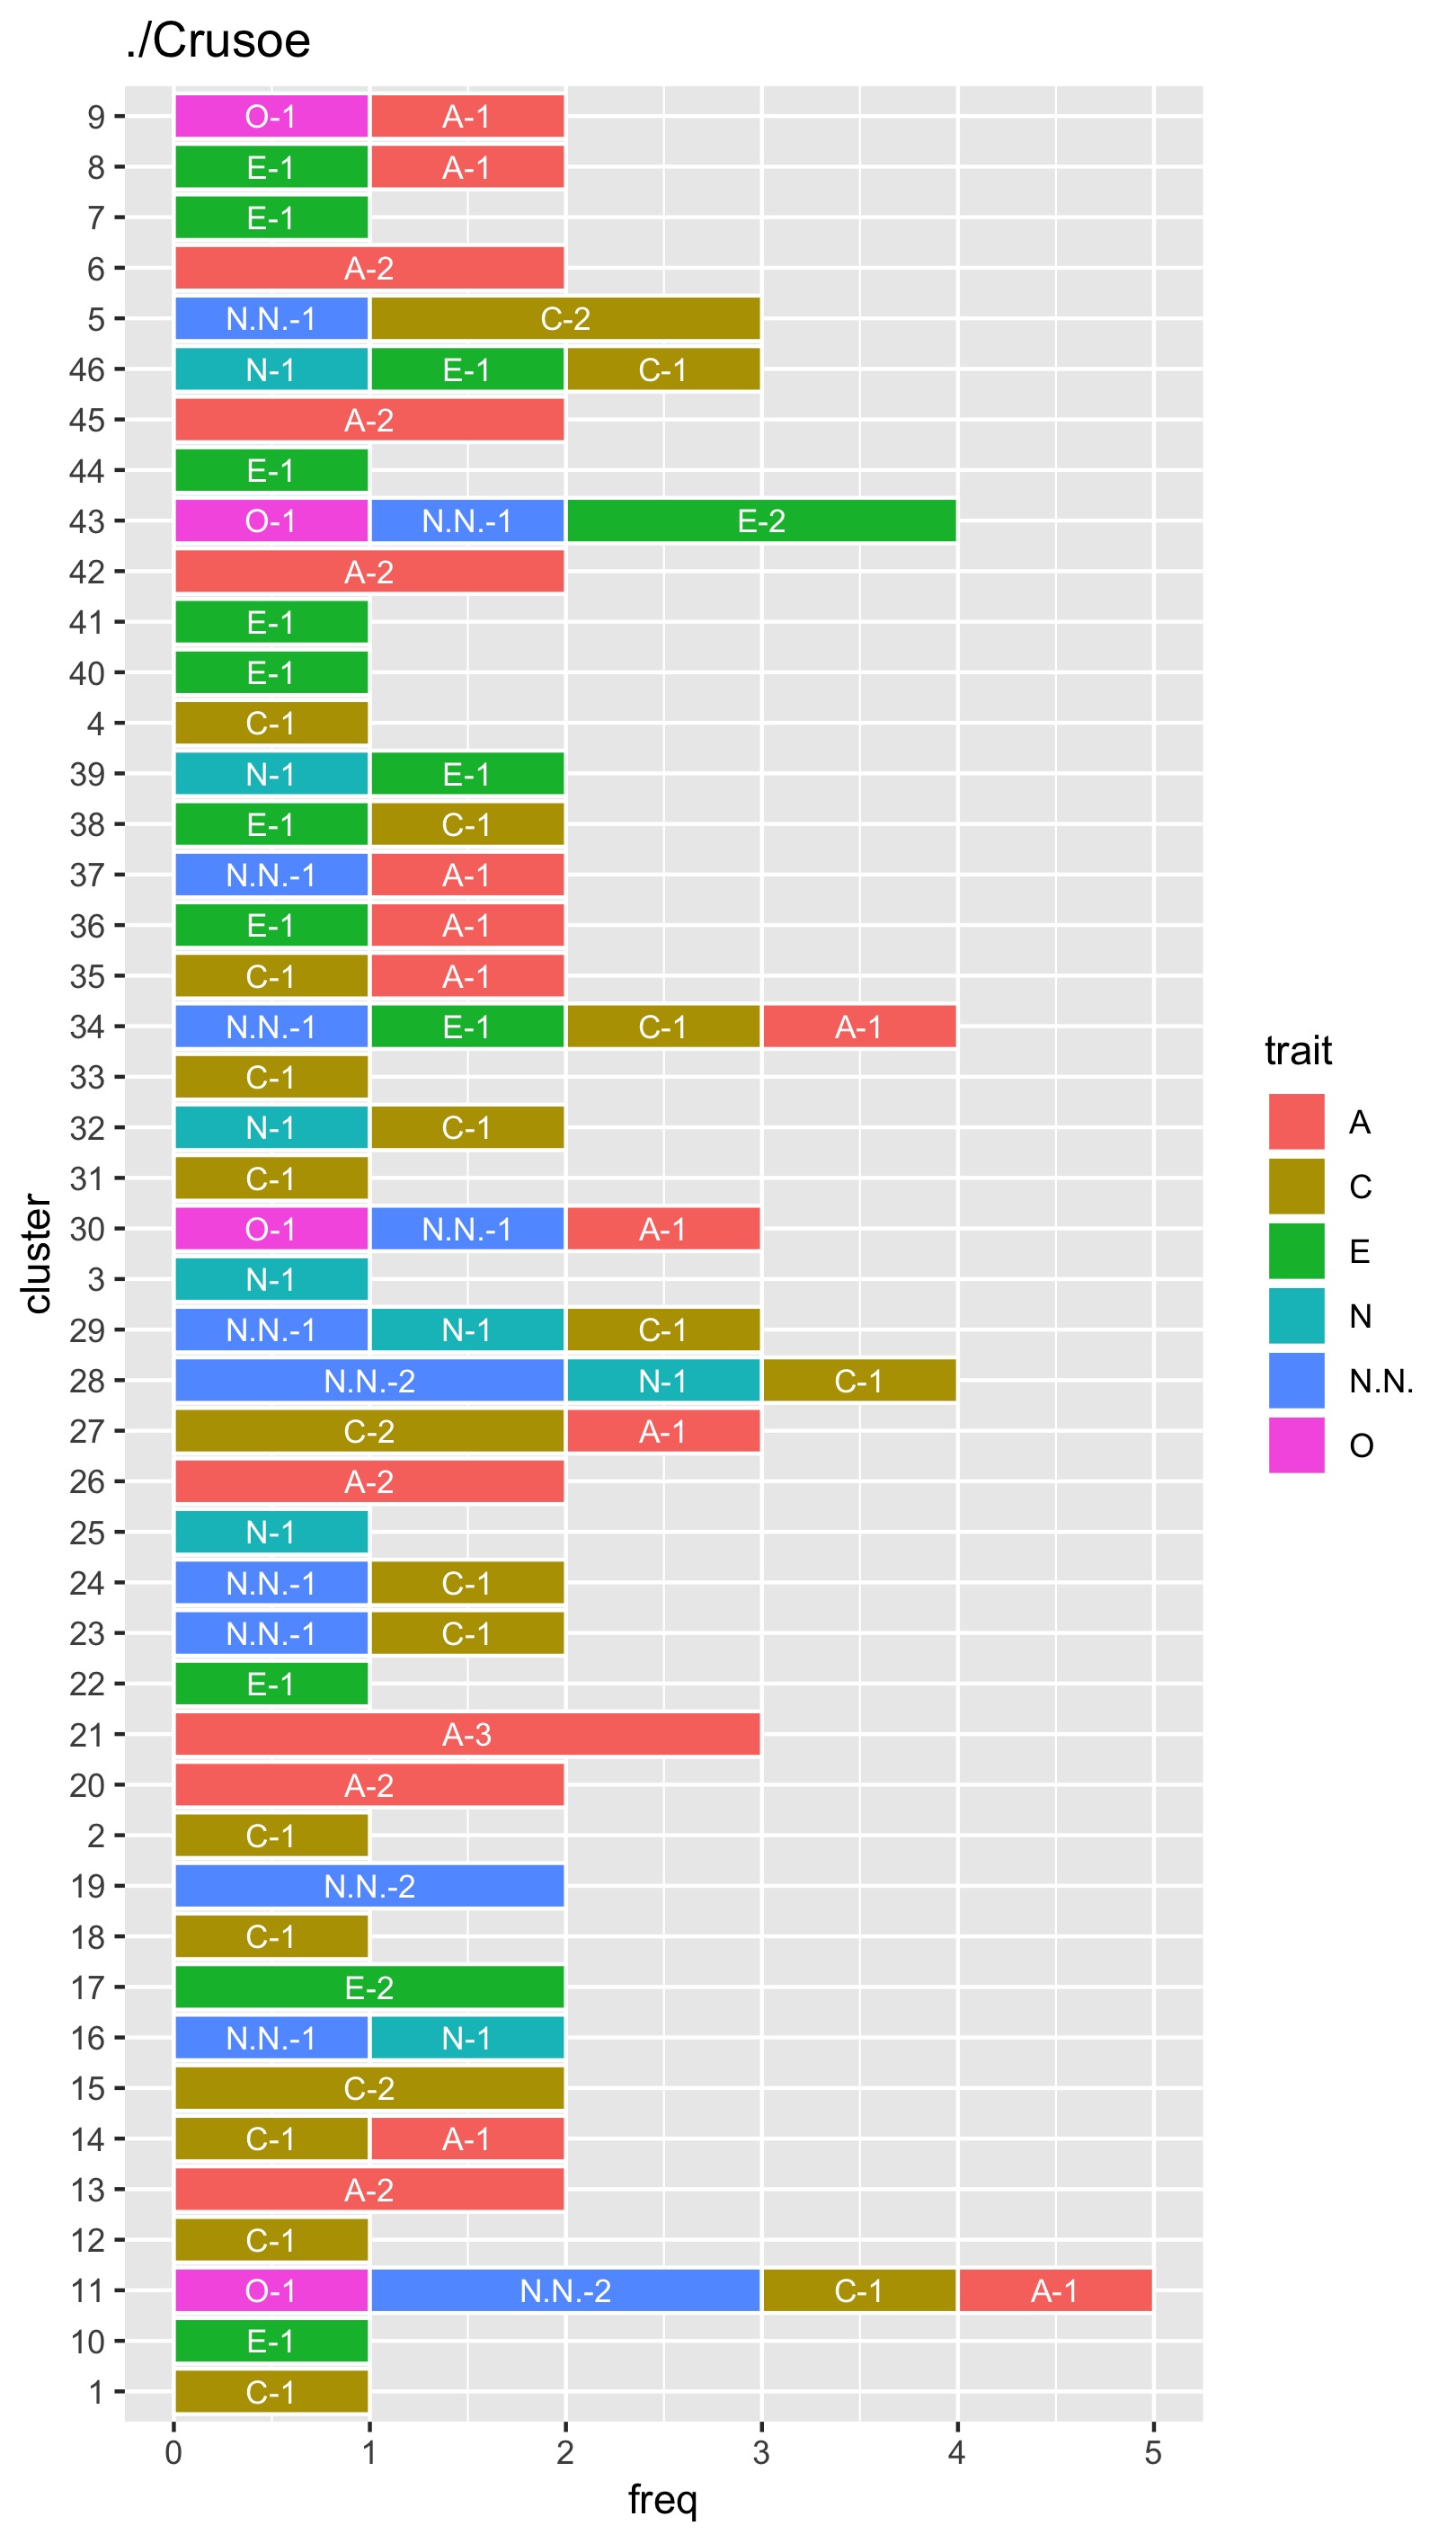 ./Crusoe
9 O-1 A-1
8 E-1 A-1
7 E-1
6 A-2
5 N.N.-1 C-2
46 N-1 E-1 C-1
45 A-2
44 E-1
43 O-1 N.N.-1 E-2
42 A-2
41 E-1
40 E-1
4 C-1
39 N-1 E-1
38 E-1 C-1
37 N.N.-1 A-1
36 E-1 A-1
35 C-1 A-1
34 N.N.-1 E-1 C-1 A-1
33 C-1
32 N-1 C-1
31 C-1
30 O-1 N.N.-1 A-1
3 N-1
29 N.N.-1 N-1 C-1
28 N.N.-2 N-1 C-1
27 C-2 A-1
26 A-2
25 N-1
24 N.N.-1 C-1
23 N.N.-1 C-1
22 E-1
21 A-3
20 A-2
2 C-1
19 N.N.-2
18 C-1
17 E-2
16 N.N.-1 N-1
15 C-2
14 C-1 A-1
13 A-2
12 C-1
11 O-1 N.N.-2 C-1 A-1
10 E-1
1 C-1
0 1 2 3 4 5
freq
cluster
trait
A
C
E
N
N.N.
O